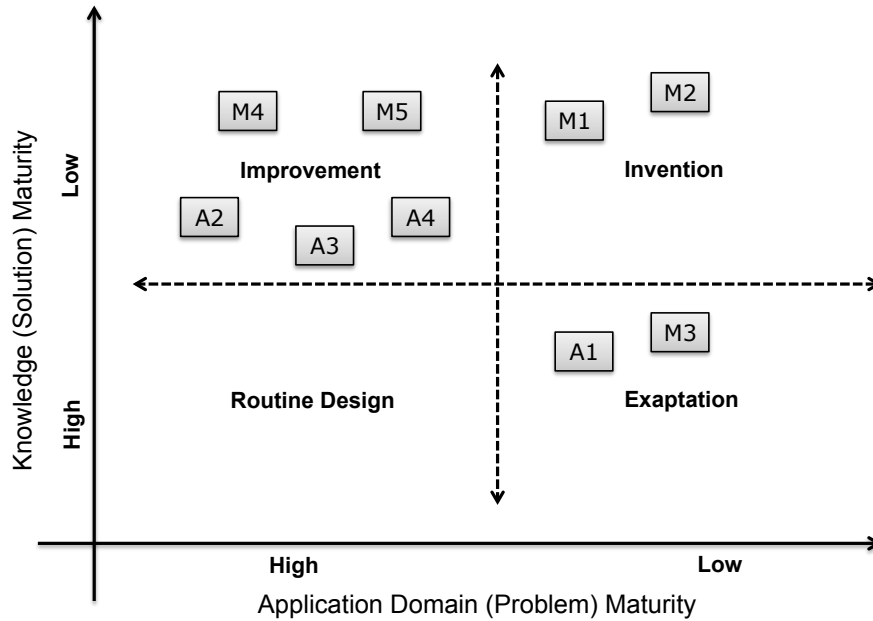 M4
M5
M1
M2
Improvement
Invention
A2
A3
A4
A1
M3
Routine Design
Exaptation
Knowledge (Solution) Maturity
Low
High
High
Low
Application Domain (Problem) Maturity